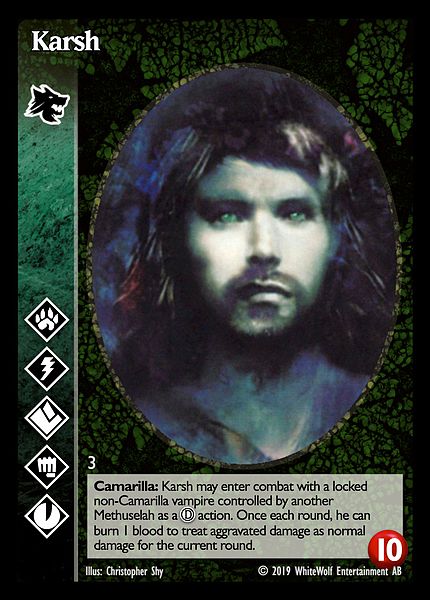 Karsh
3
Camarilla: Karsh may enter combat with a locked
non-Camarilla vampire controlled by another
Methuselah as a Ⓓ action. Once each round, he can
burn 1 blood to treat aggravated damage as normal
damage for the current round.
10
Illus: Christopher Shy
© 2019 WhiteWolf Entertainment AB